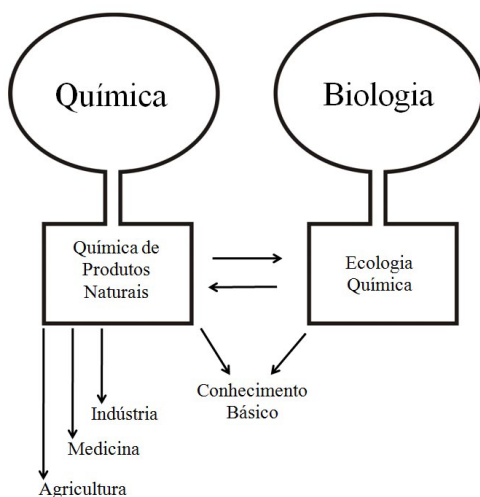 Química
Biologia
Química de
Produtos
Naturais
Ecologia
Química
Conhecimento
Básico
Indústria
Medicina
Agricultura